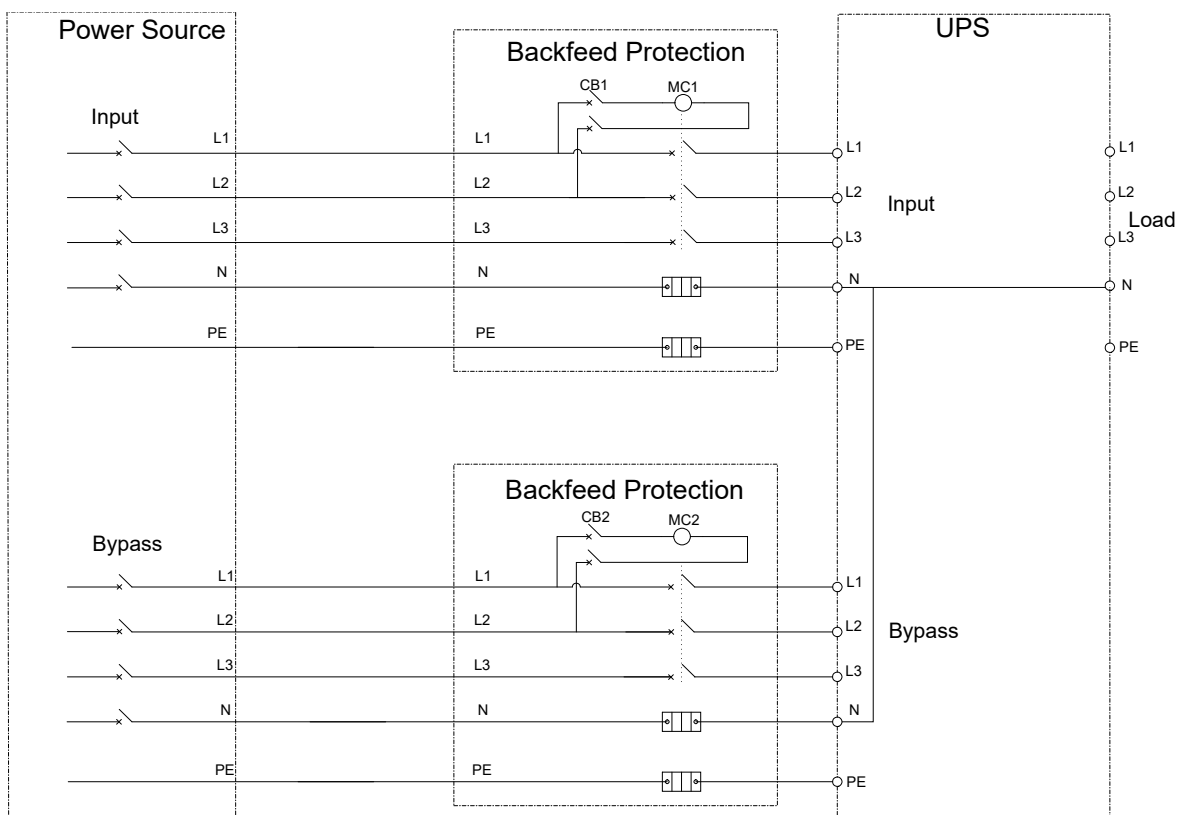 Power Source
UPS
Backfeed Protection
CB1
MC1
Input
L1
L1
L1
L1
L2
L2
L2
L2
Input
Load
L3
L3
L3
L3
N
N
N
N
PE
PE
PE
PE
Backfeed Protection
CB2
MC2
Bypass
L1
L1
L1
L2
L2
L2
Bypass
L3
L3
L3
N
N
N
PE
PE
PE